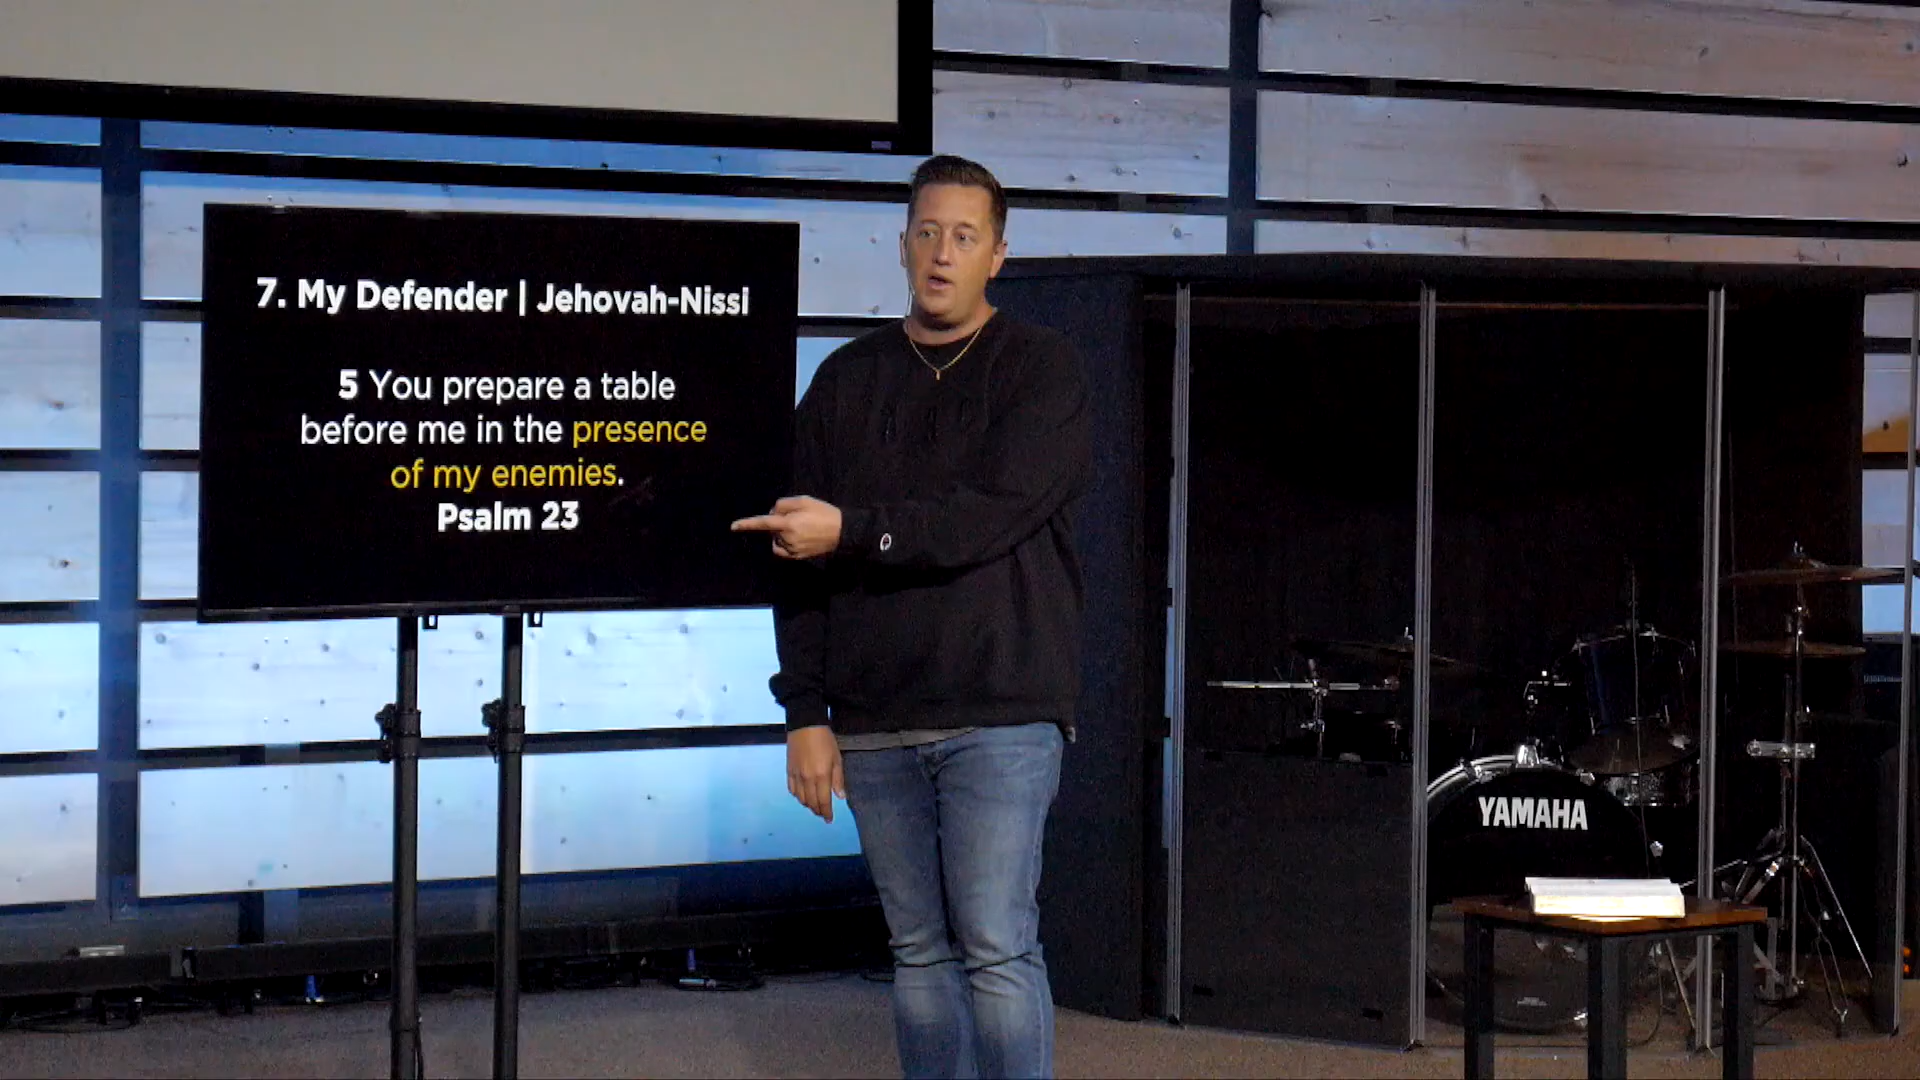 7. My Defender | Jehovah-Nissi
5 You prepare a table
before me in the presence
of my enemies.
Psalm 23
YAMAHA